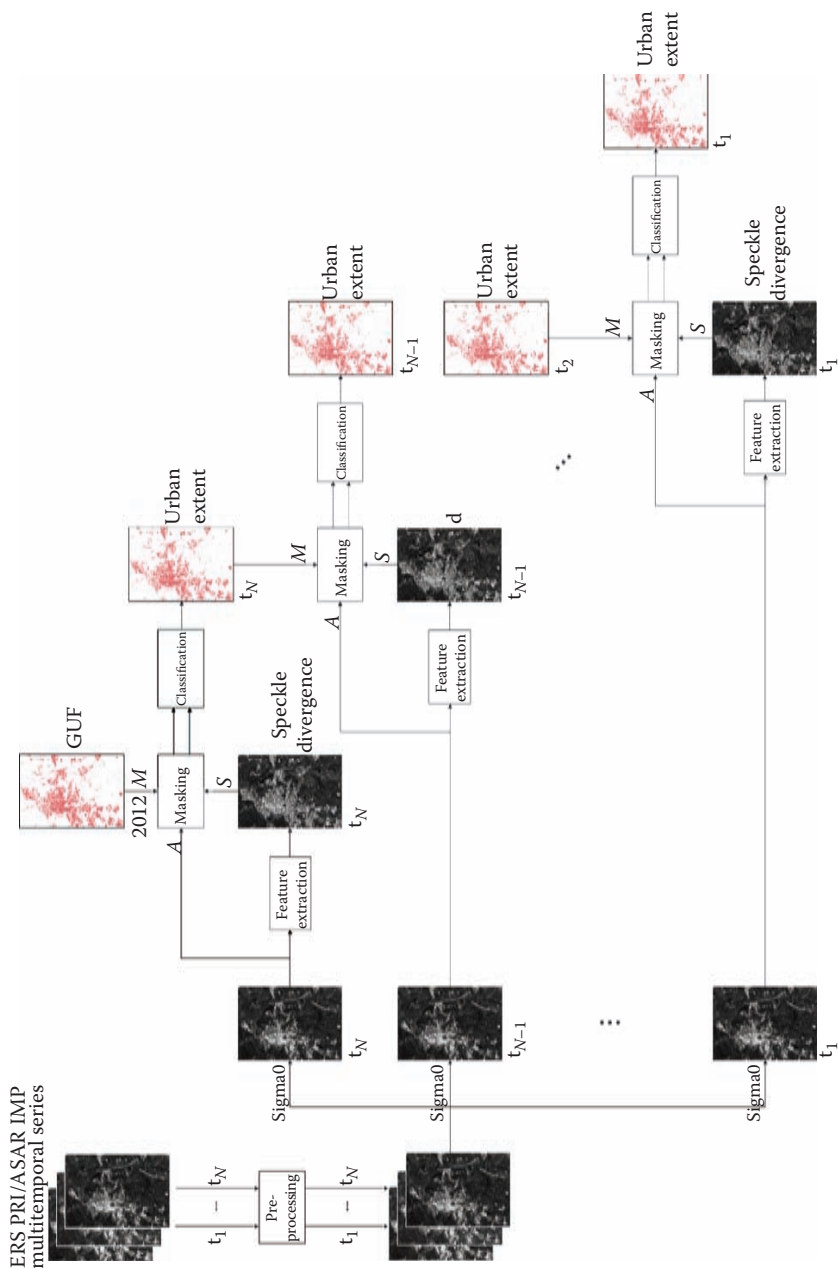 ERS PRI/ASAR IMP
multitemporal series
t1 -- tN
Pre-
processing
t1 -- tN
Sigma0
tN
Sigma0
tN−1
Sigma0
t1
Feature
extraction
Speckle
divergence
tN
GUF
2012
M
A
S
Masking
Classification
Urban
extent
tN
Feature
extraction
d
tN−1
M
A
S
Masking
Classification
Urban
extent
tN−1
Urban
extent
t2
Feature
extraction
Speckle
divergence
t1
M
A
S
Masking
Classification
Urban
extent
t1